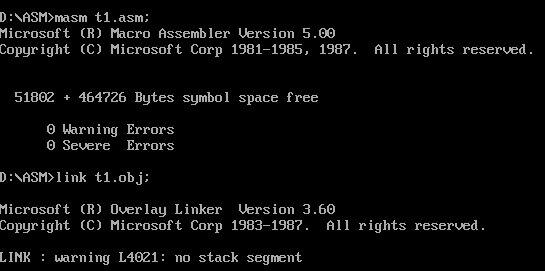 D:\ASM>masm t1.asm;
Microsoft (R) Macro Assembler Version 5.00
Copyright (C) Microsoft Corp 1981-1985, 1987.  All rights reserved.
51802 + 464726 Bytes symbol space free
0 Warning Errors
0 Severe  Errors
D:\ASM>link t1.obj;
Microsoft (R) Overlay Linker  Version 3.60
Copyright (C) Microsoft Corp 1983-1987.  All rights reserved.
LINK : warning L4021: no stack segment